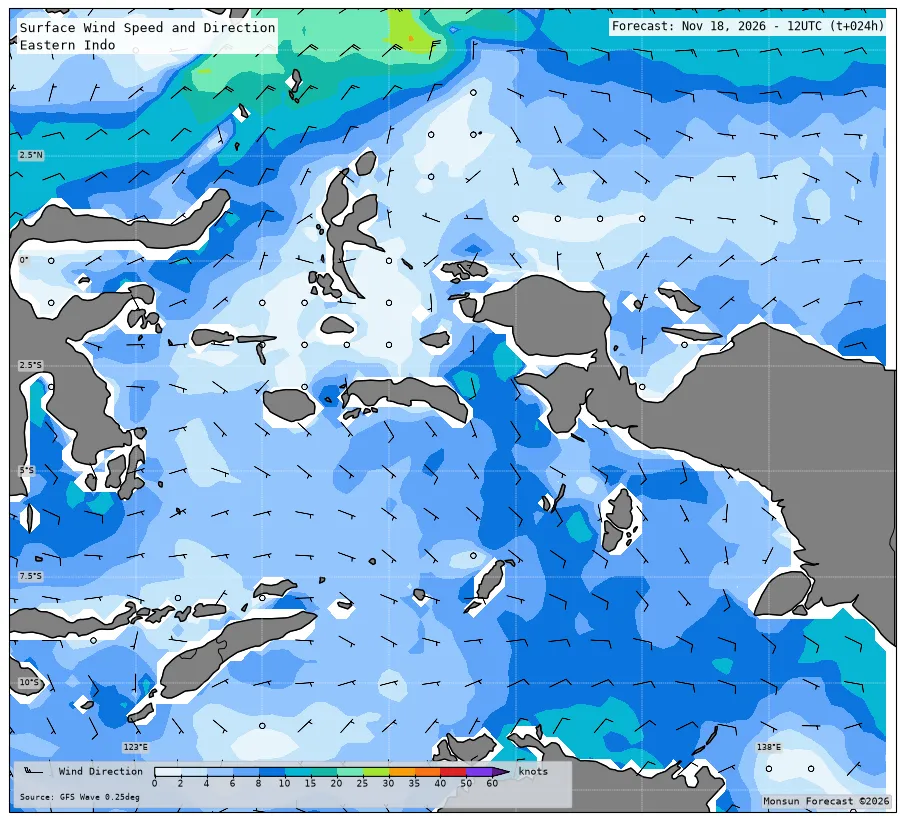 Surface Wind Speed and Direction
Eastern Indo
Forecast: Nov 18, 2026 - 12UTC (t+024h)
2.5°N
0°
2.5°S
5°S
7.5°S
10°S
123°E
138°E
Wind Direction
knots
0 2 4 6 8 10 15 20 25 30 35 40 50 60
Source: GFS Wave 0.25deg
Monsun Forecast ©2026